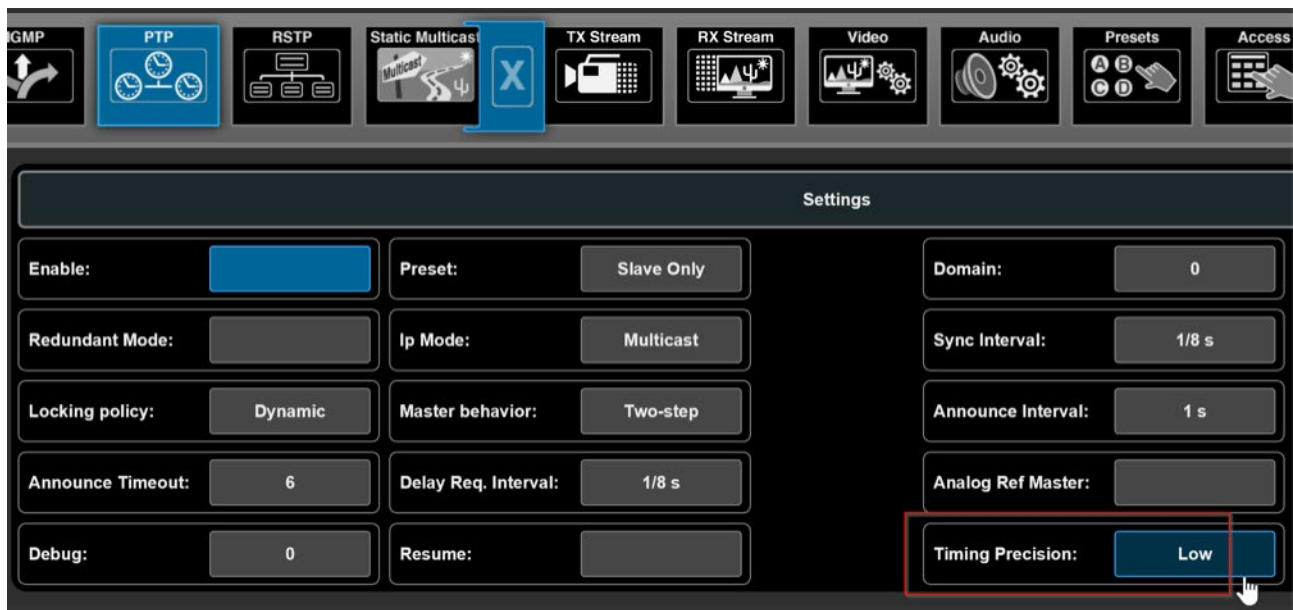 IGMP PTP RSTP Static Multicast TX Stream RX Stream Video Audio Presets Access
Multicast X A B C D
Settings
Enable: Preset: Slave Only Domain: 0
Redundant Mode: Ip Mode: Multicast Sync Interval: 1/8 s
Locking policy: Dynamic Master behavior: Two-step Announce Interval: 1 s
Announce Timeout: 6 Delay Req. Interval: 1/8 s Analog Ref Master:
Debug: 0 Resume: Timing Precision: Low